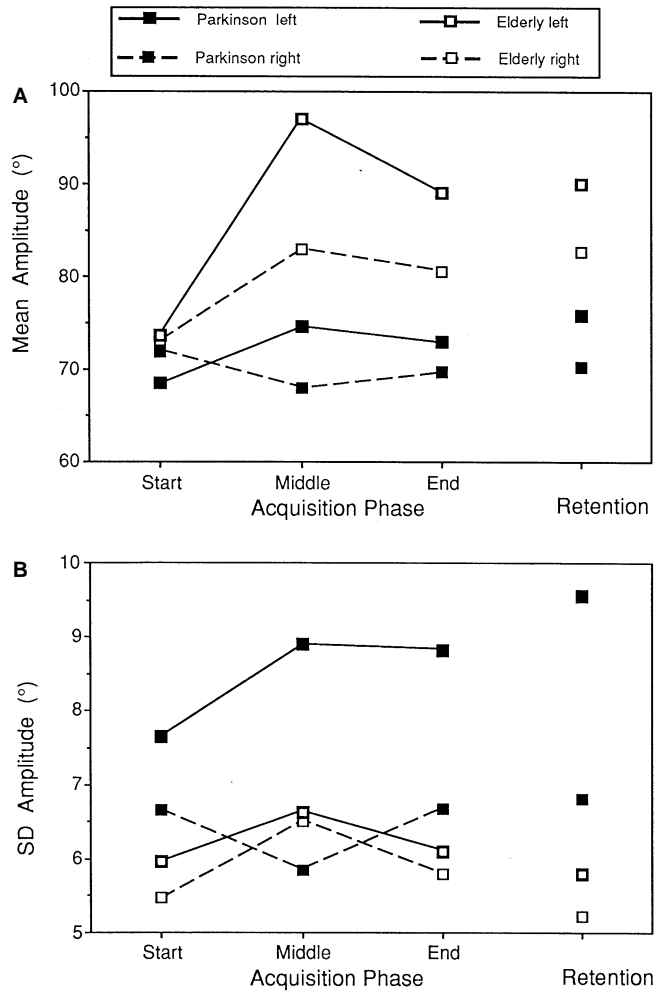 Parkinson left Elderly left
Parkinson right Elderly right
A
100
90
80
70
60
Mean Amplitude (°)
Start Middle End
Acquisition Phase Retention
B
10
9
8
7
6
5
SD Amplitude (°)
Start Middle End
Acquisition Phase Retention